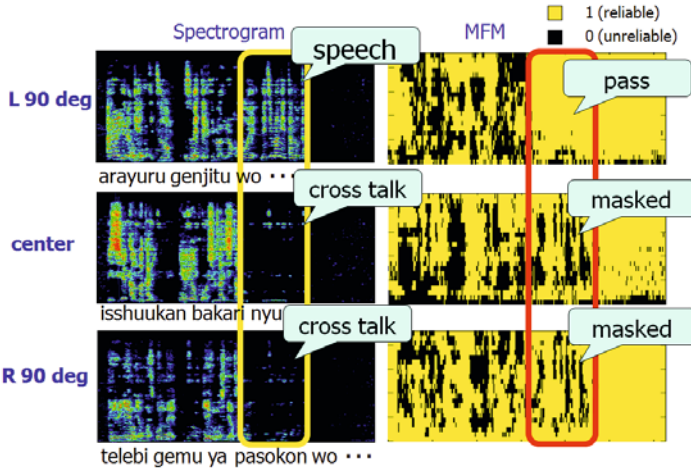 Spectrogram
MFM
1 (reliable)
0 (unreliable)
L 90 deg
speech
pass
arayuru genjitu wo ・・・
center
cross talk
masked
isshuukan bakari nyu
R 90 deg
cross talk
masked
telebi gemu ya pasokon wo ・・・